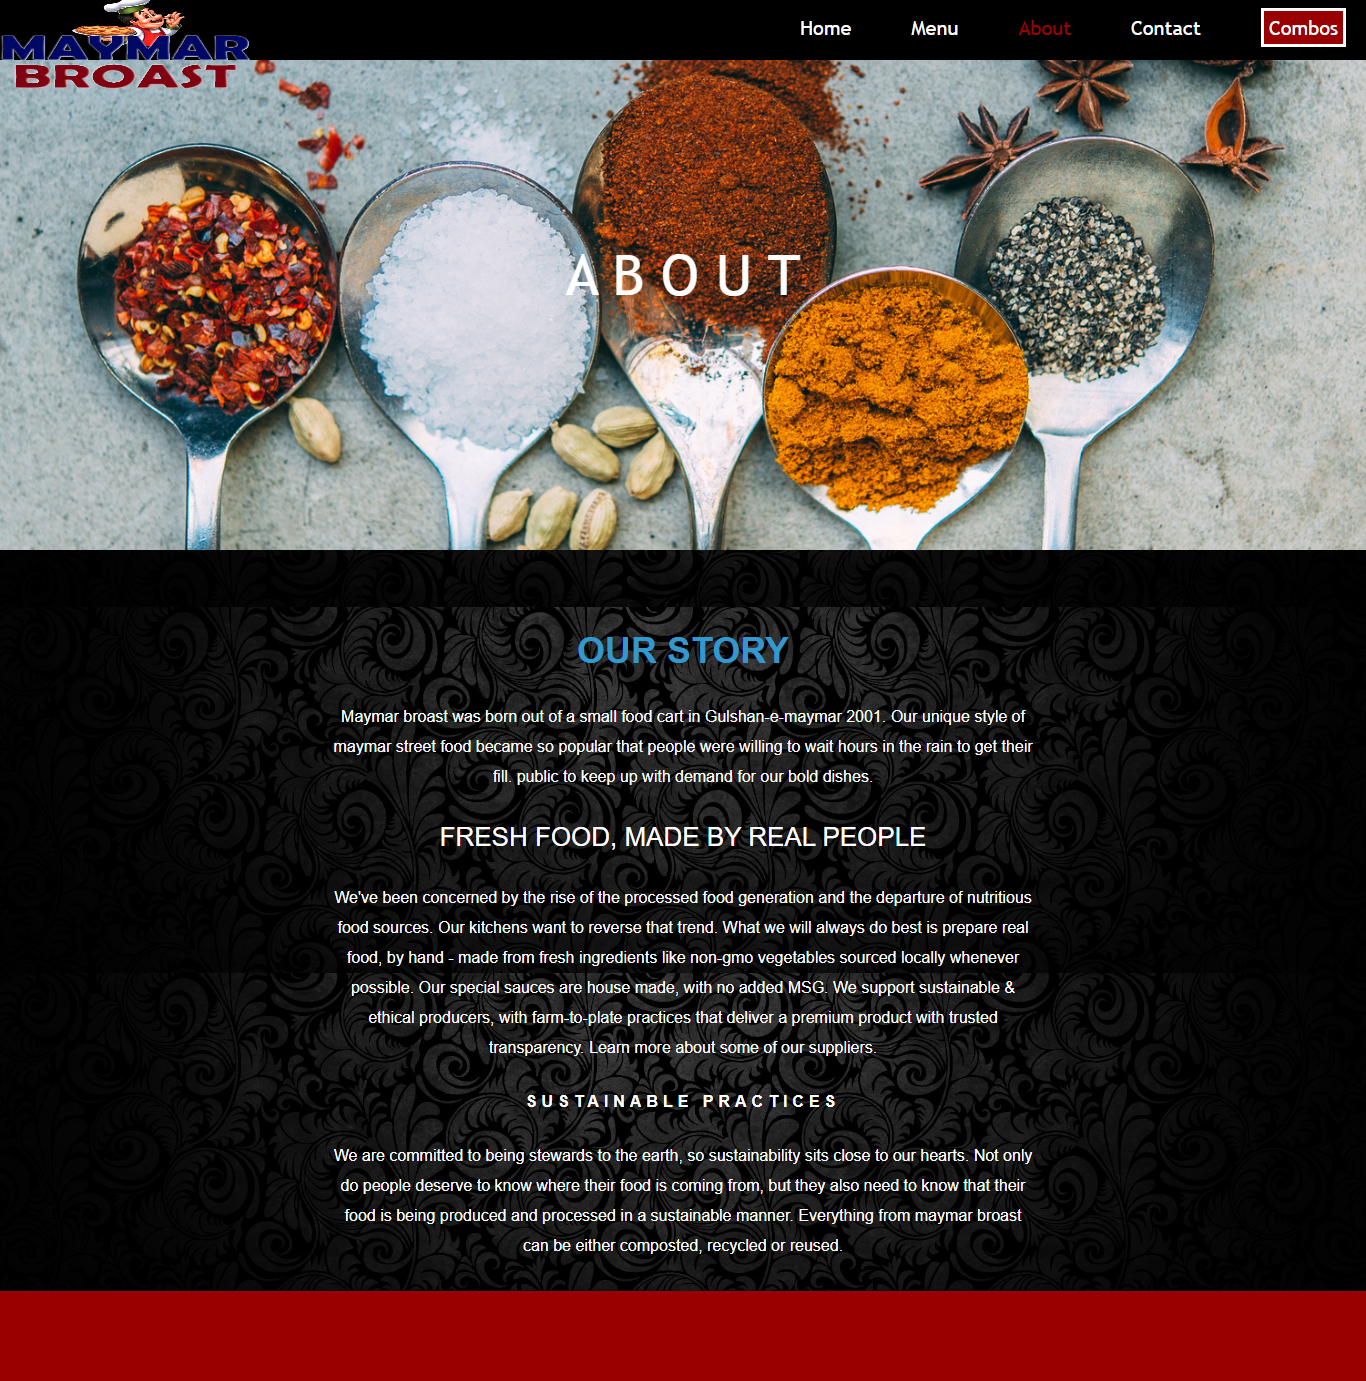 MAYMAR
BROAST
Home Menu About Contact Combos
ABOUT
OUR STORY
Maymar broast was born out of a small food cart in Gulshan-e-maymar 2001. Our unique style of
maymar street food became so popular that people were willing to wait hours in the rain to get their
fill. public to keep up with demand for our bold dishes.
FRESH FOOD, MADE BY REAL PEOPLE
We've been concerned by the rise of the processed food generation and the departure of nutritious
food sources. Our kitchens want to reverse that trend. What we will always do best is prepare real
food, by hand - made from fresh ingredients like non-gmo vegetables sourced locally whenever
possible. Our special sauces are house made, with no added MSG. We support sustainable &
ethical producers, with farm-to-plate practices that deliver a premium product with trusted
transparency. Learn more about some of our suppliers.
SUSTAINABLE PRACTICES
We are committed to being stewards to the earth, so sustainability sits close to our hearts. Not only
do people deserve to know where their food is coming from, but they also need to know that their
food is being produced and processed in a sustainable manner. Everything from maymar broast
can be either composted, recycled or reused.